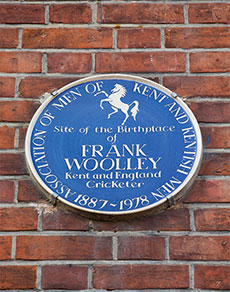 ASSOCIATION OF MEN OF KENT AND KENTISH MEN
Site of the Birthplace
of
FRANK
WOOLLEY
Kent and England
Cricketer
1887-1978